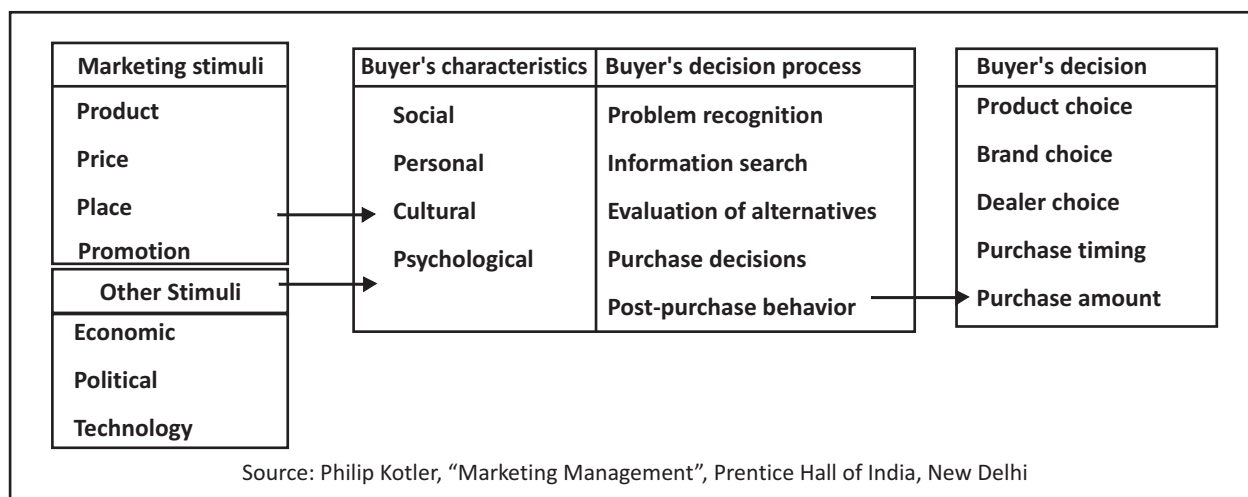 Marketing stimuli
Product
Price
Place
Promotion
Other Stimuli
Economic
Political
Technology
Buyer's characteristics
Social
Personal
Cultural
Psychological
Buyer's decision process
Problem recognition
Information search
Evaluation of alternatives
Purchase decisions
Post-purchase behavior
Buyer's decision
Product choice
Brand choice
Dealer choice
Purchase timing
Purchase amount
Source: Philip Kotler, “Marketing Management”, Prentice Hall of India, New Delhi